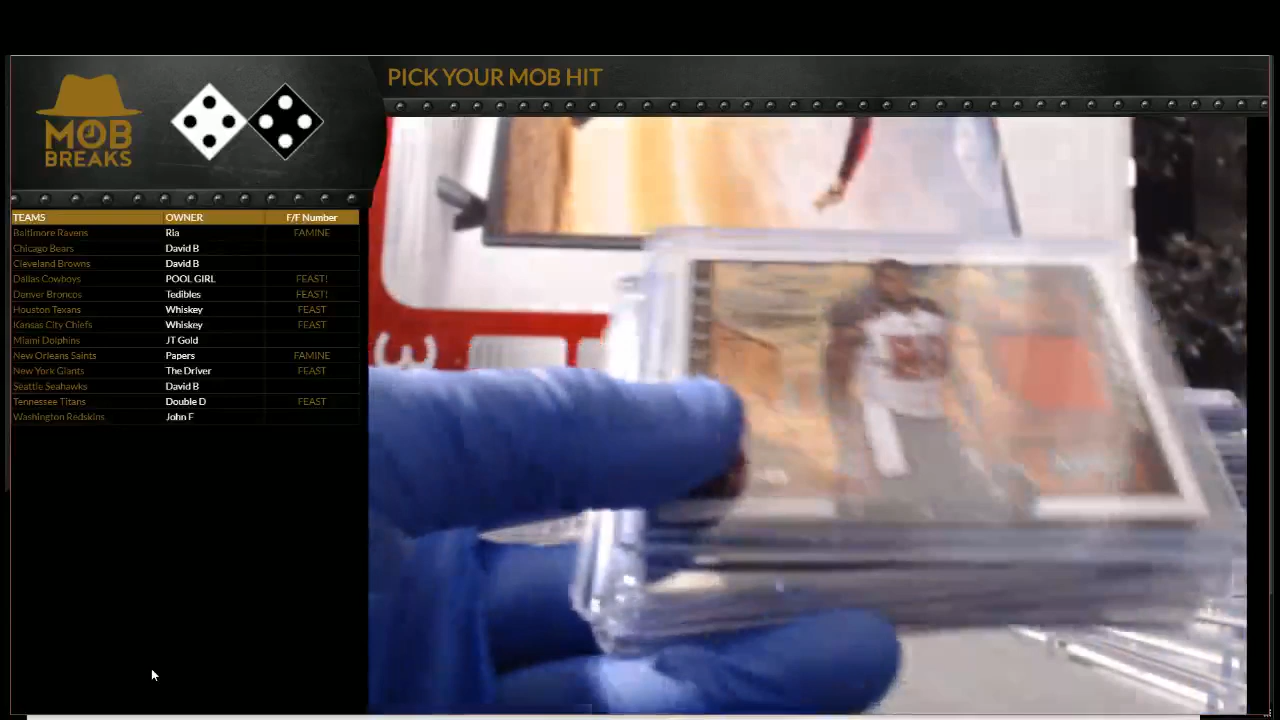 PICK YOUR MOB HIT
MOB
BREAKS
TEAMS OWNER F/F Number
Baltimore Ravens Ria FAMINE
Chicago Bears David B
Cleveland Browns David B
Dallas Cowboys POOL GIRL FEAST!
Denver Broncos Tedibles FEAST!
Houston Texans Whiskey FEAST
Kansas City Chiefs Whiskey FEAST
Miami Dolphins JT Gold
New Orleans Saints Papers FAMINE
New York Giants The Driver FEAST
Seattle Seahawks David B
Tennessee Titans Double D FEAST
Washington Redskins John F